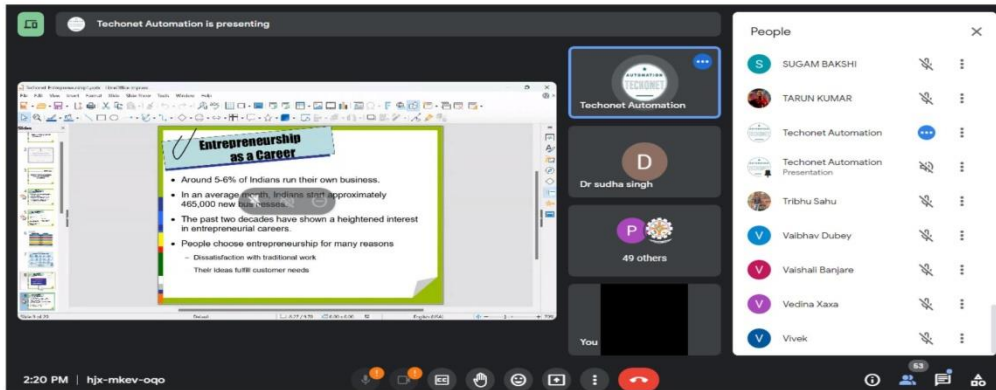 Techonet Automation is presenting
Entrepreneurship
as a Career
• Around 5-6% of Indians run their own business.
• In an average month, Indians start approximately
465,000 new businesses.
• The past two decades have shown a heightened interest
in entrepreneurial careers.
• People choose entrepreneurship for many reasons
– Dissatisfaction with traditional work
Their ideas fulfill customer needs
AUTOMATION
TECHONET
Techonet Automation
D
Dr sudha singh
P
49 others
You
People
S SUGAM BAKSHI
TARUN KUMAR
Techonet Automation
Techonet Automation
Presentation
Tribhu Sahu
V Vaibhav Dubey
V Vaishali Banjare
V Vedina Xaxa
V Vivek
2:20 PM | hjx-mkev-oqo
53